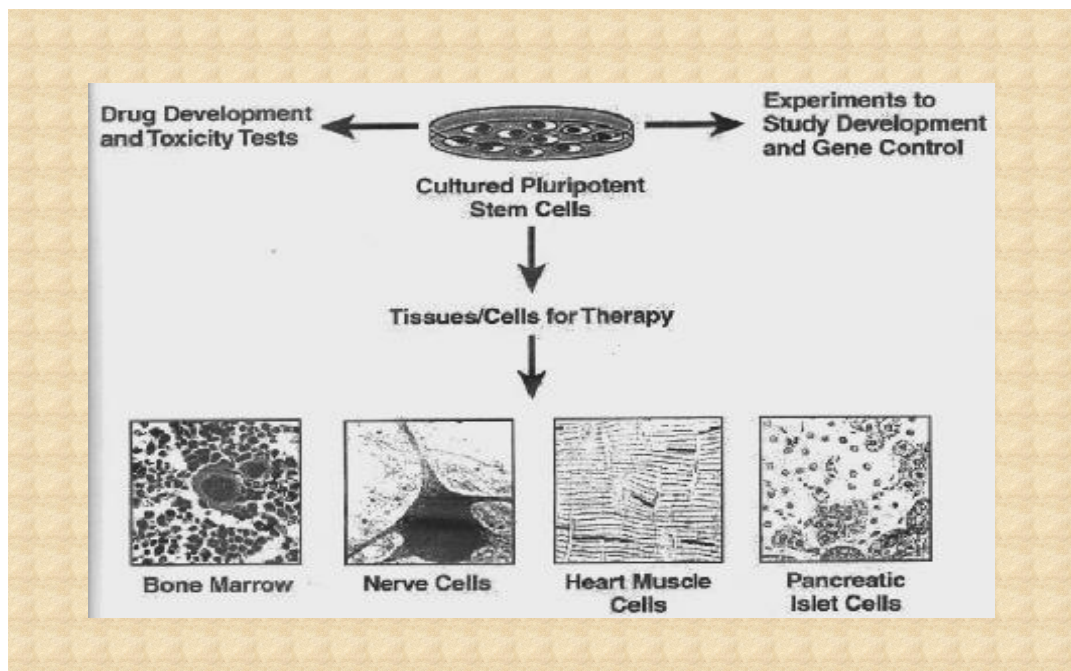 Drug Development
and Toxicity Tests
Experiments to
Study Development
and Gene Control
Cultured Pluripotent
Stem Cells
Tissues/Cells for Therapy
Bone Marrow
Nerve Cells
Heart Muscle
Cells
Pancreatic
Islet Cells